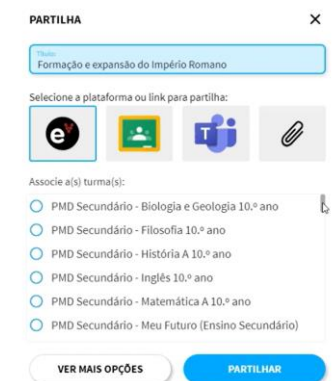 PARTILHA
Título:
Formação e expansão do Império Romano
Selecione a plataforma ou link para partilha:
e
T
Associe a(s) turma(s):
PMD Secundário - Biologia e Geologia 10.º ano
PMD Secundário - Filosofia 10.º ano
PMD Secundário - História A 10.º ano
PMD Secundário - Inglês 10.º ano
PMD Secundário - Matemática A 10.º ano
PMD Secundário - Meu Futuro (Ensino Secundário)
VER MAIS OPÇÕES
PARTILHAR